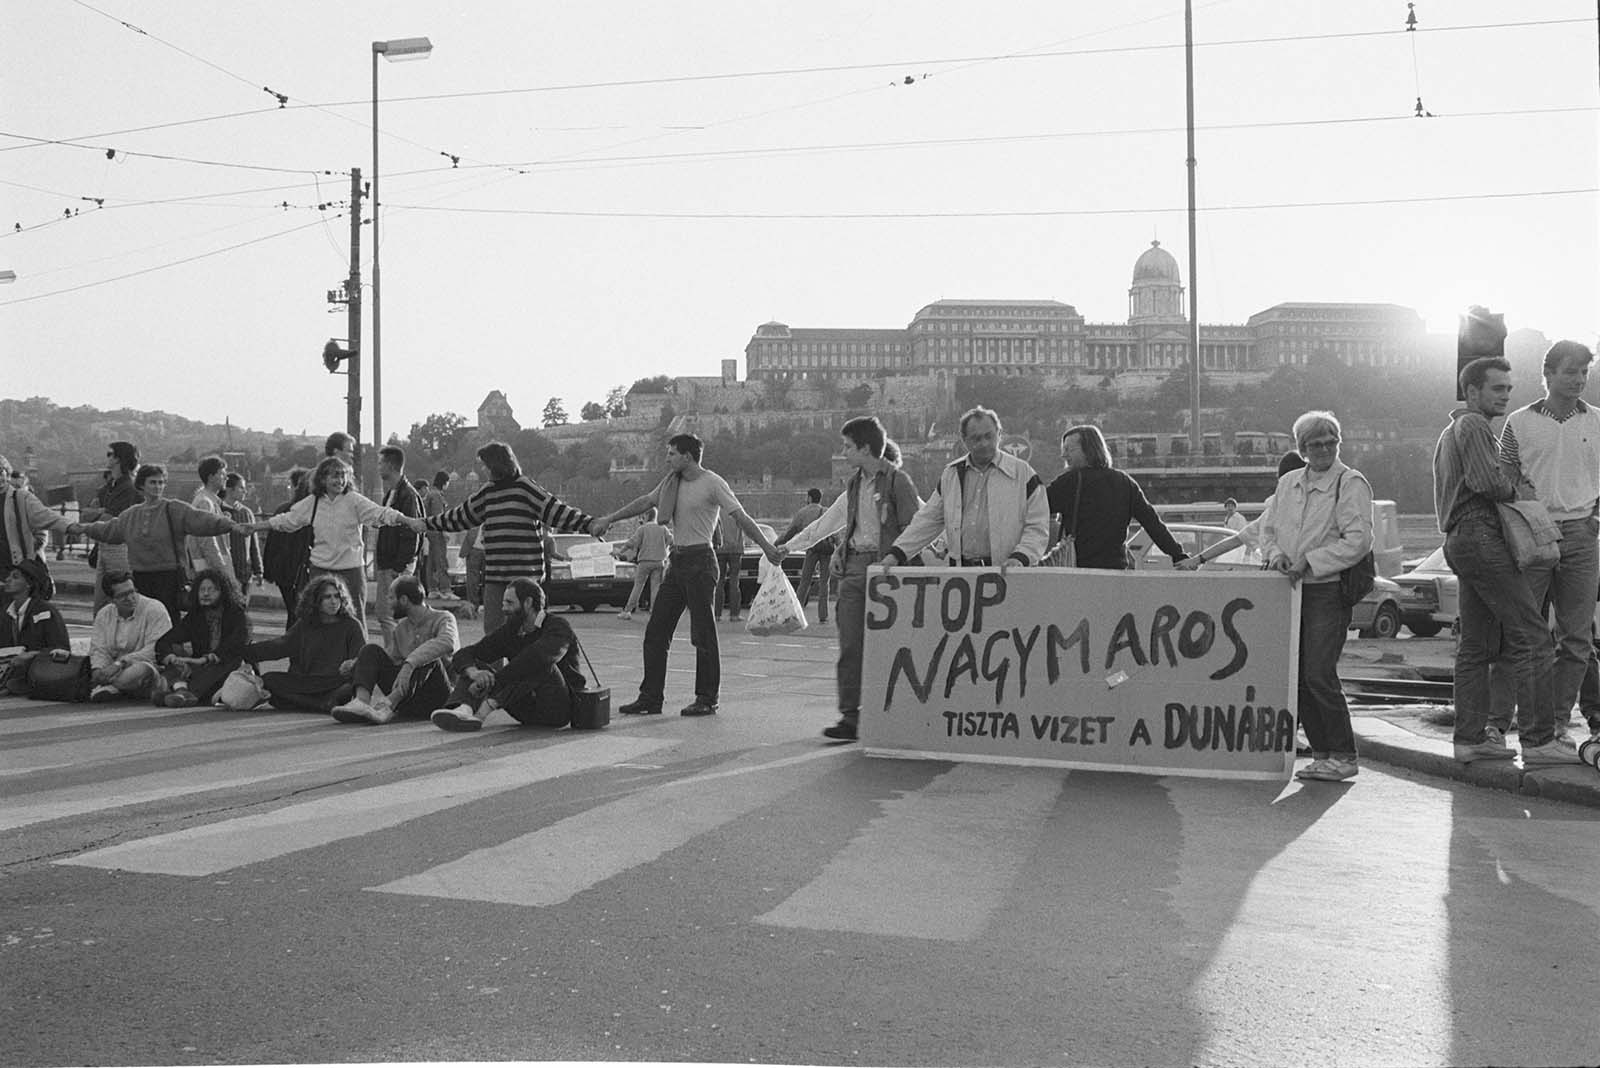 STOP
NAGYMAROS
TISZTA VIZET A DUNÁBA